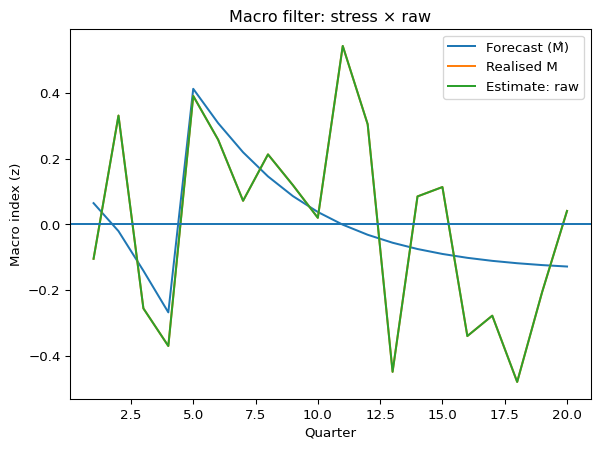 Macro filter: stress × raw
Forecast (M̂)
Realised M
Estimate: raw
Macro index (z)
0.4
0.2
0.0
−0.2
−0.4
2.5 5.0 7.5 10.0 12.5 15.0 17.5 20.0
Quarter